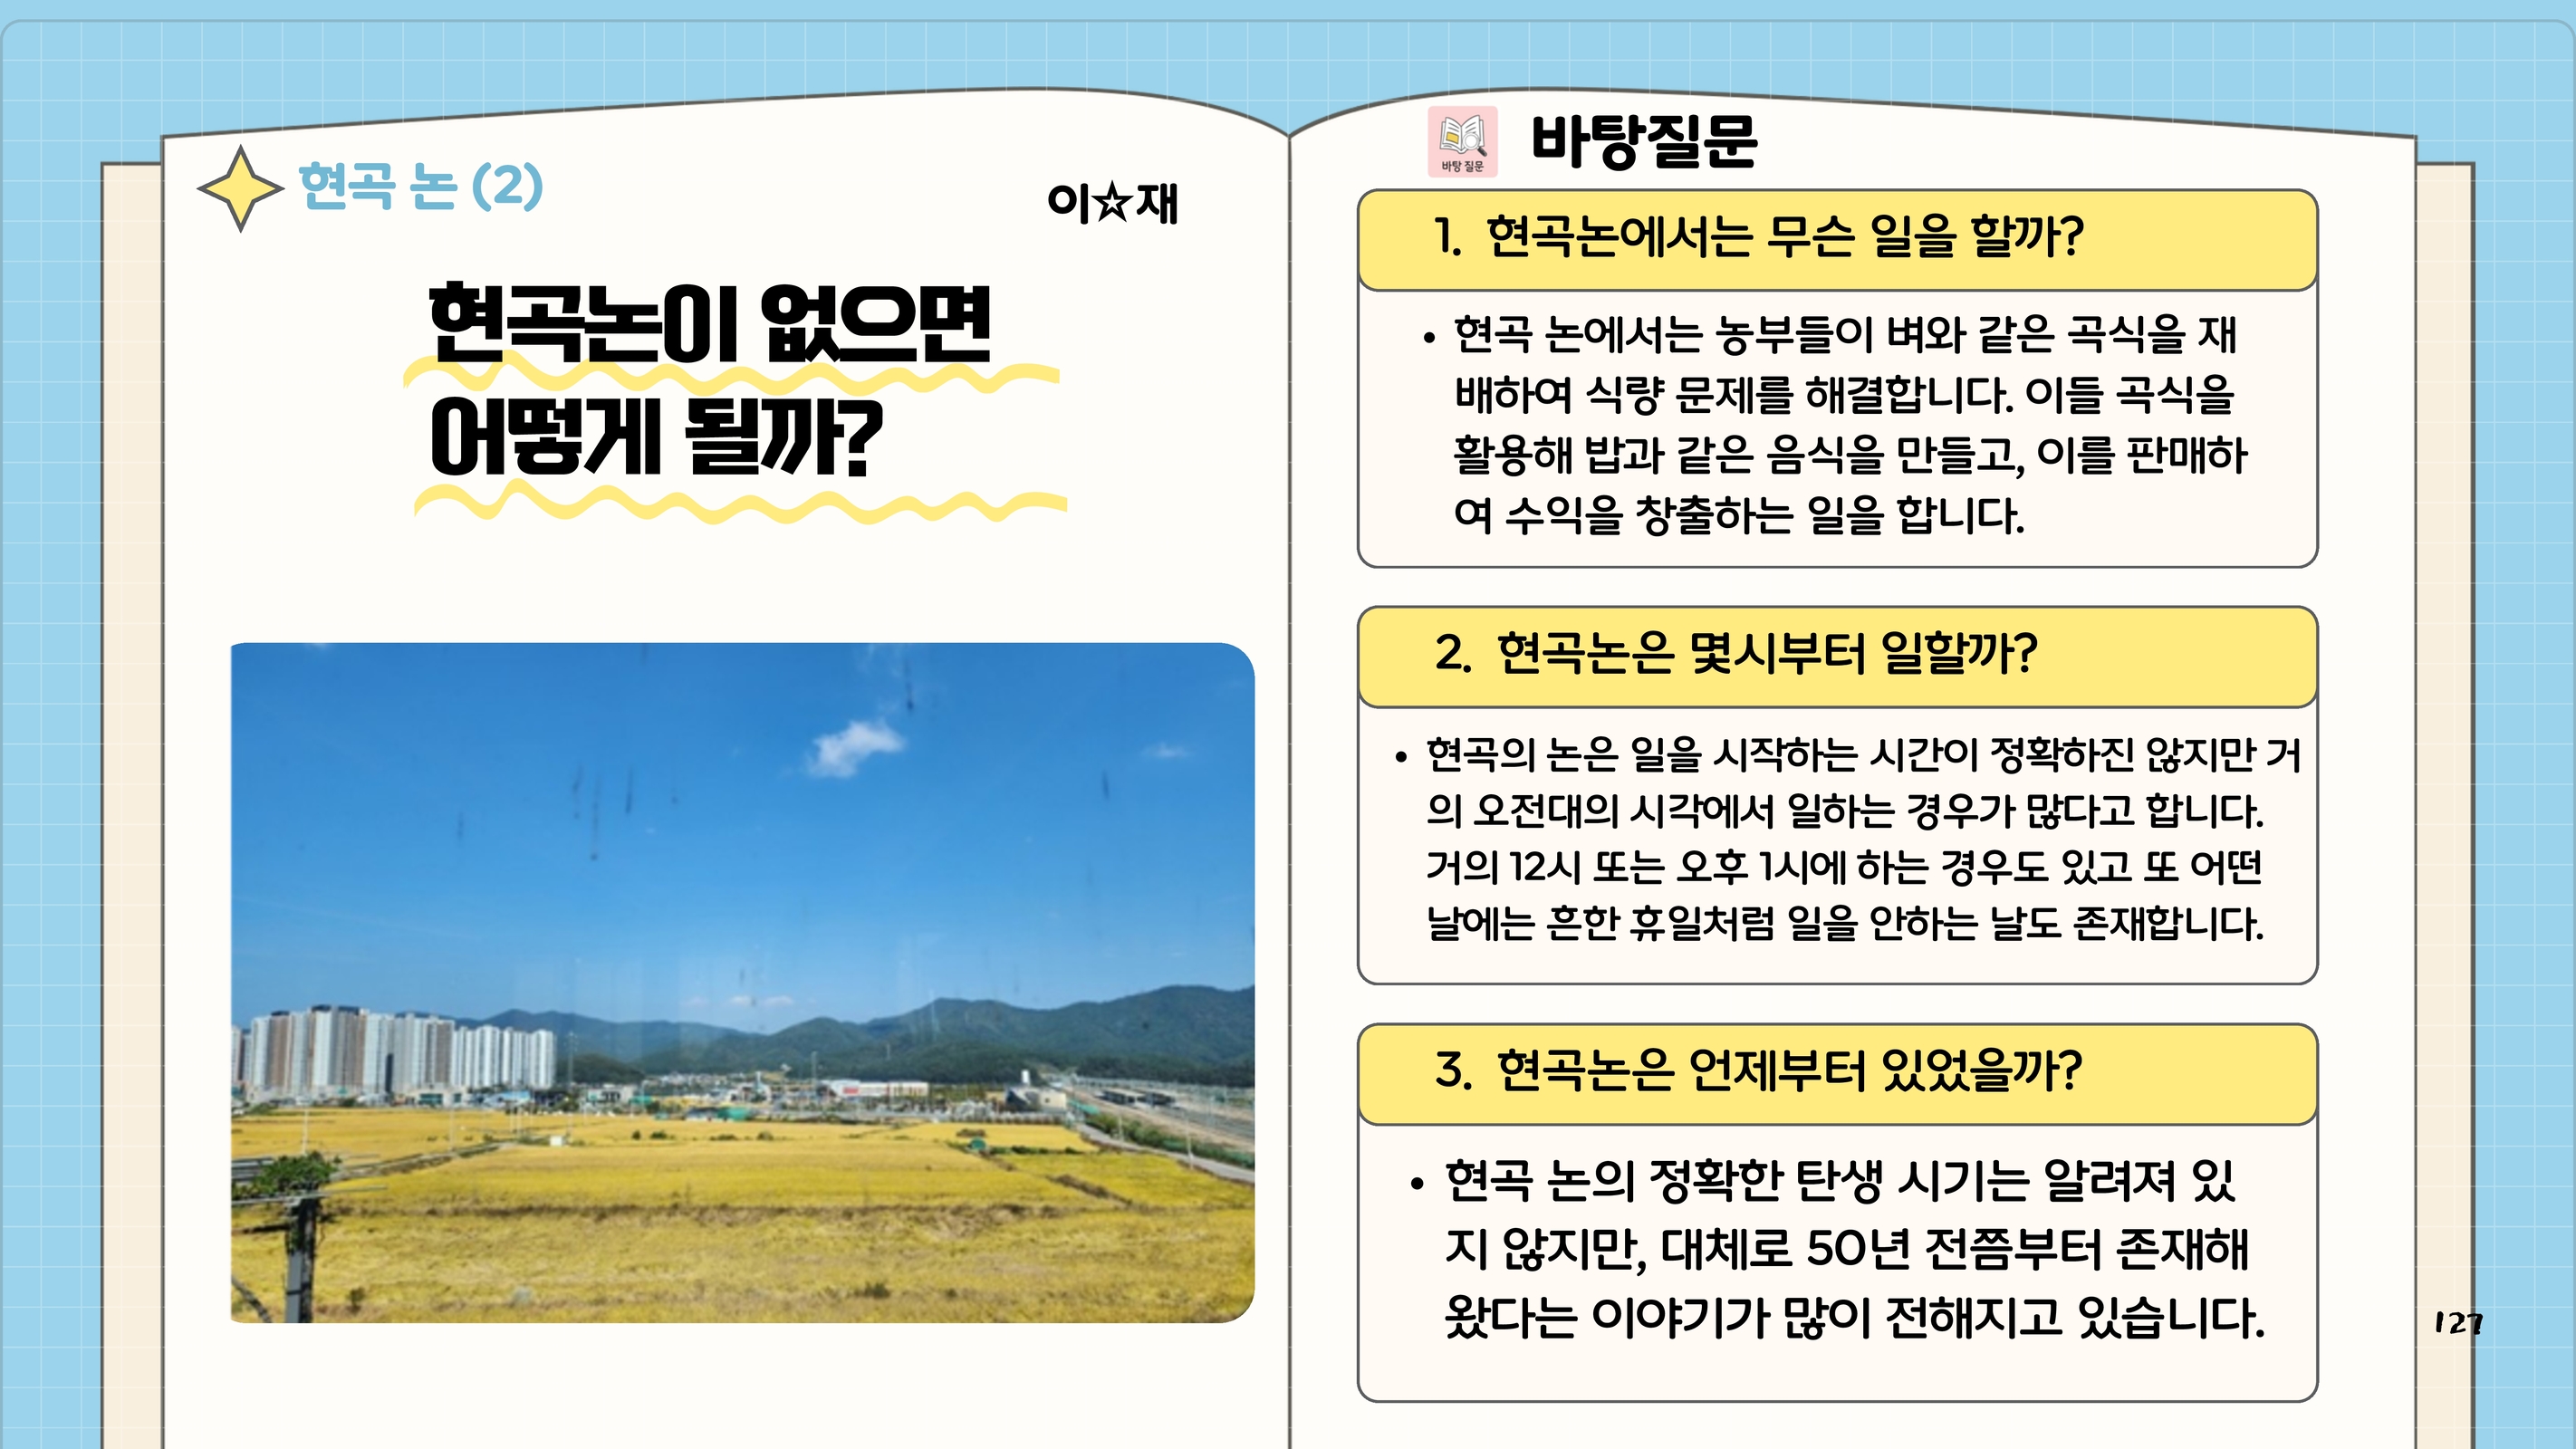 현곡 논 (2)
이☆재
현곡논이 없으면
어떻게 될까?
바탕 질문
바탕질문
1. 현곡논에서는 무슨 일을 할까?
• 현곡 논에서는 농부들이 벼와 같은 곡식을 재
배하여 식량 문제를 해결합니다. 이들 곡식을
활용해 밥과 같은 음식을 만들고, 이를 판매하
여 수익을 창출하는 일을 합니다.
2. 현곡논은 몇시부터 일할까?
• 현곡의 논은 일을 시작하는 시간이 정확하진 않지만 거
의 오전대의 시각에서 일하는 경우가 많다고 합니다.
거의 12시 또는 오후 1시에 하는 경우도 있고 또 어떤
날에는 흔한 휴일처럼 일을 안하는 날도 존재합니다.
3. 현곡논은 언제부터 있었을까?
• 현곡 논의 정확한 탄생 시기는 알려져 있
지 않지만, 대체로 50년 전쯤부터 존재해
왔다는 이야기가 많이 전해지고 있습니다.
127